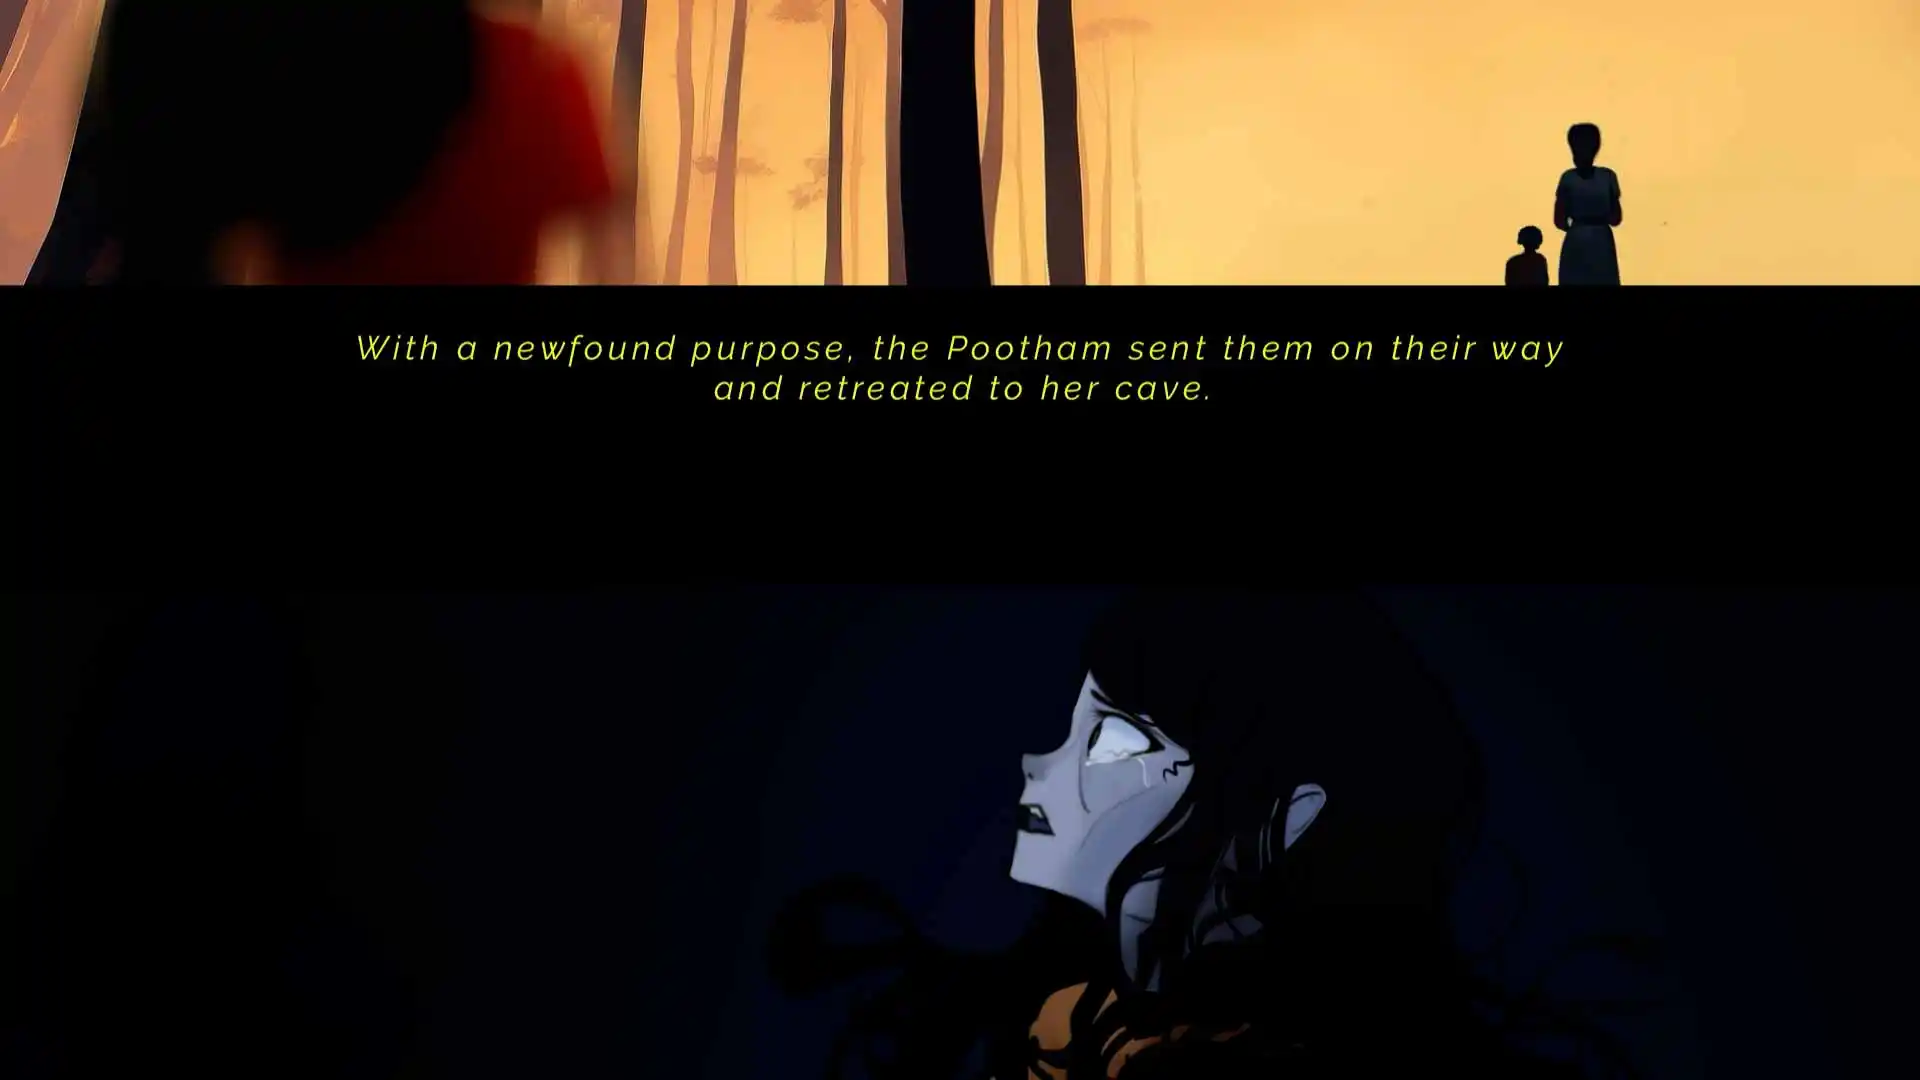 With a newfound purpose, the Pootham sent them on their way
and retreated to her cave.